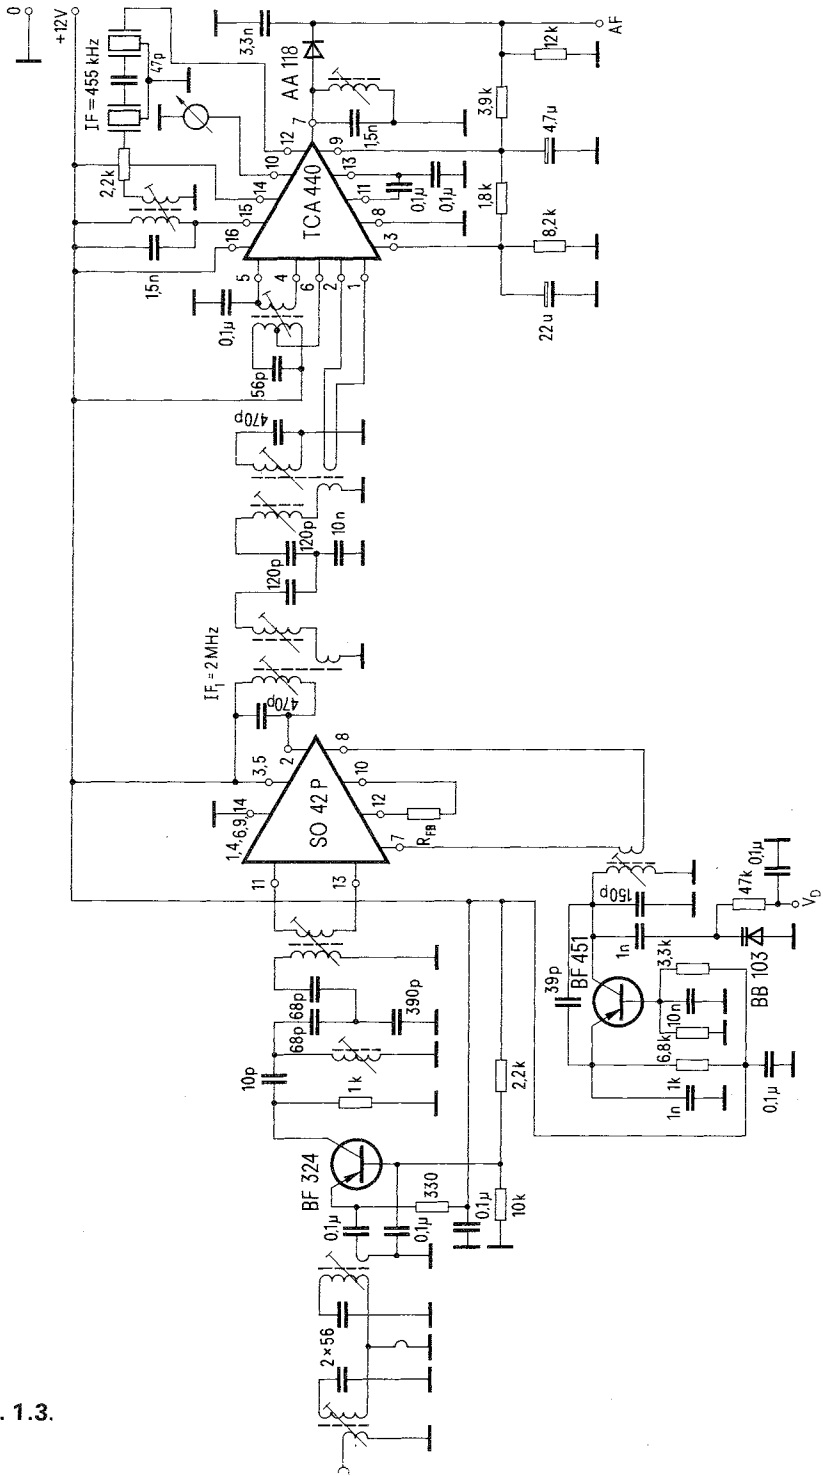 0
+12V
IF = 455 kHz
47p
2,2k
1,5n
3,3n
AA 118
1,5n
AF
12k
3,9k
4,7µ
1,8k
8,2k
22u
0,1µ
0,1µ
TCA 440
7
12
10
14
15
16
9
13
11
8
3
5
4
6
2
1
0,1µ
56p
470p
120p
120p
10n
IF₁ = 2MHz
470p
3,5
2
8
1,4,6,9,14
10
12
SO 42 P
R_FB
7
11
13
68p
68p
390p
10p
1k
BF 324
330
0,1µ
0,1µ
0,1µ
10k
2,2k
2×56
39p
BF 451
150p
1n
47k
0,1µ
V_D
BB 103
3,3k
10n
6,8k
1k
1n
0,1µ
. 1.3.